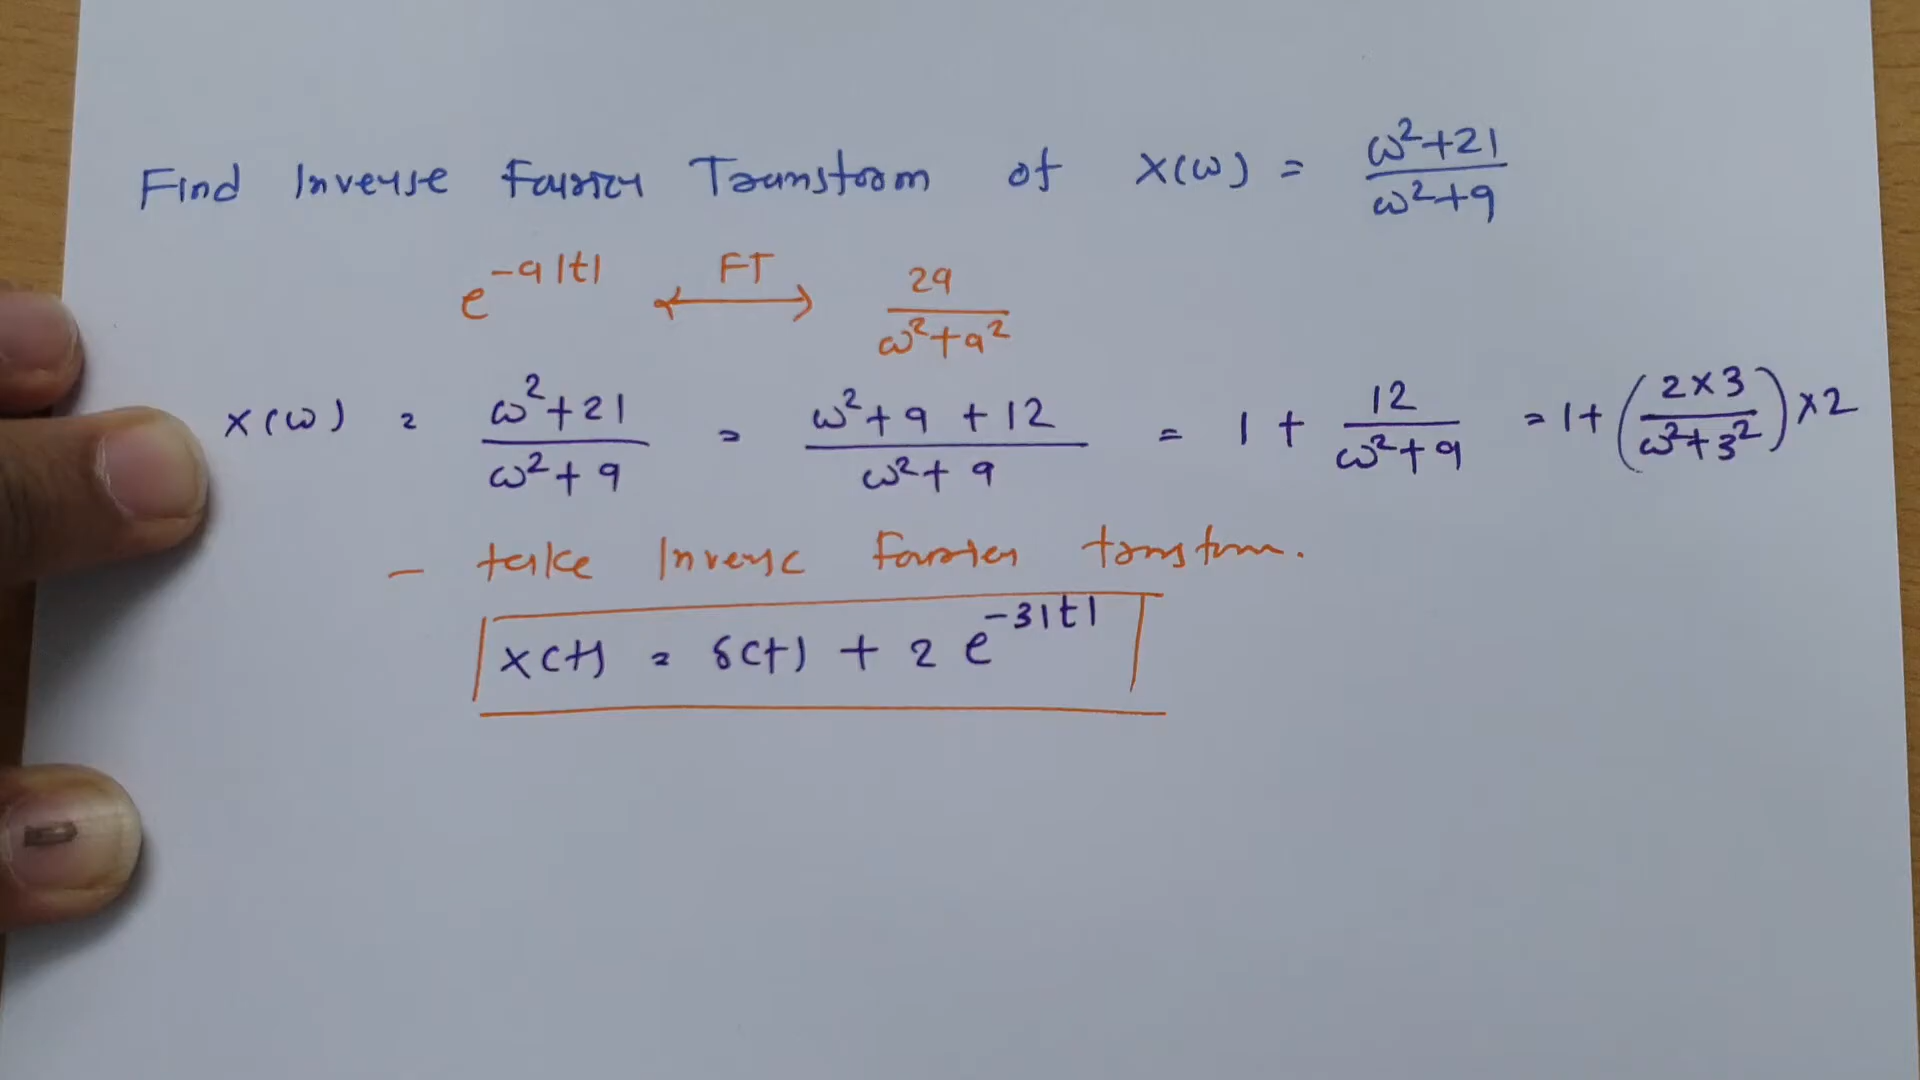 Find Inverse Fourier Transform of X(ω) = (ω²+21)/(ω²+9)
e^(-a|t|) ←FT→ 2a/(ω²+a²)
X(ω) = (ω²+21)/(ω²+9) = (ω²+9+12)/(ω²+9) = 1 + 12/(ω²+9) = 1+((2×3)/(ω²+3²))×2
- take Inverse Fourier transform.
x(t) = δ(t) + 2 e^(-3|t|)